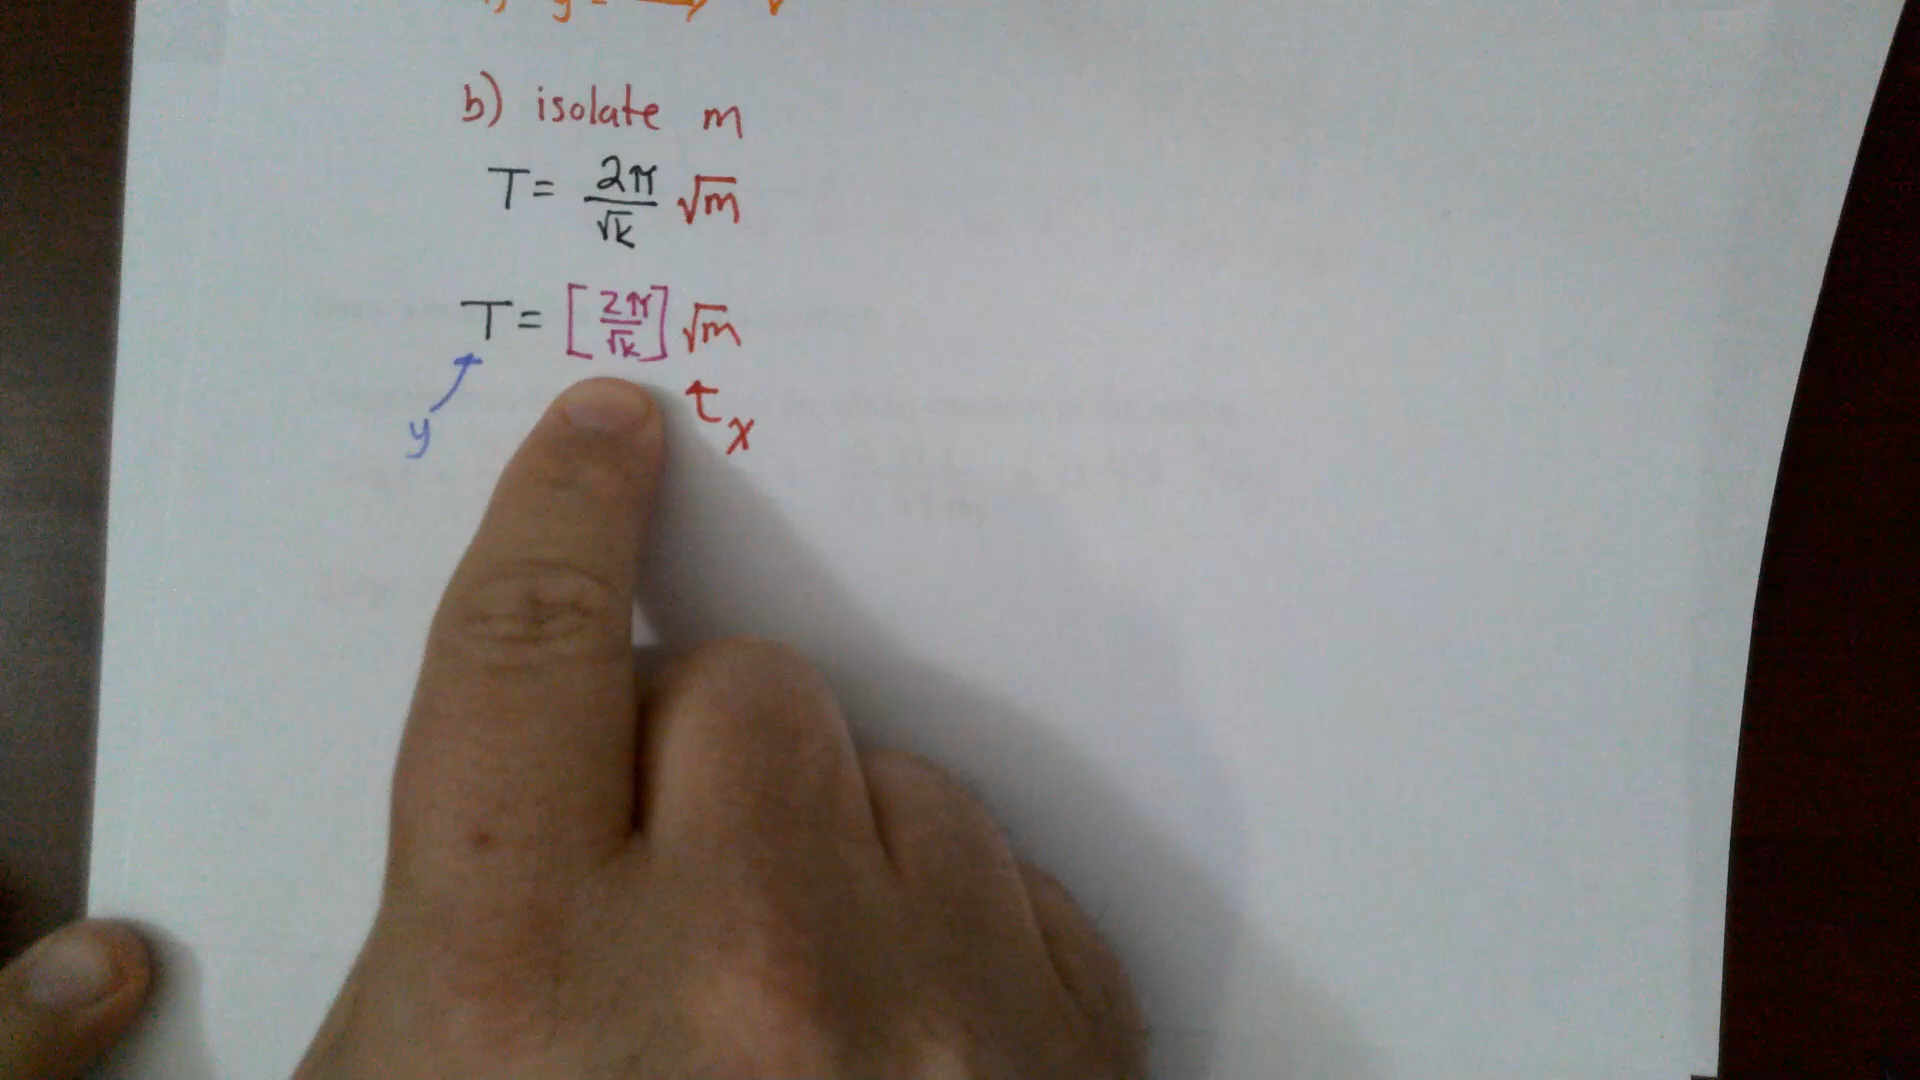 b) isolate m
T = 2π/√k √m
T = [2π/√k] √m
y x